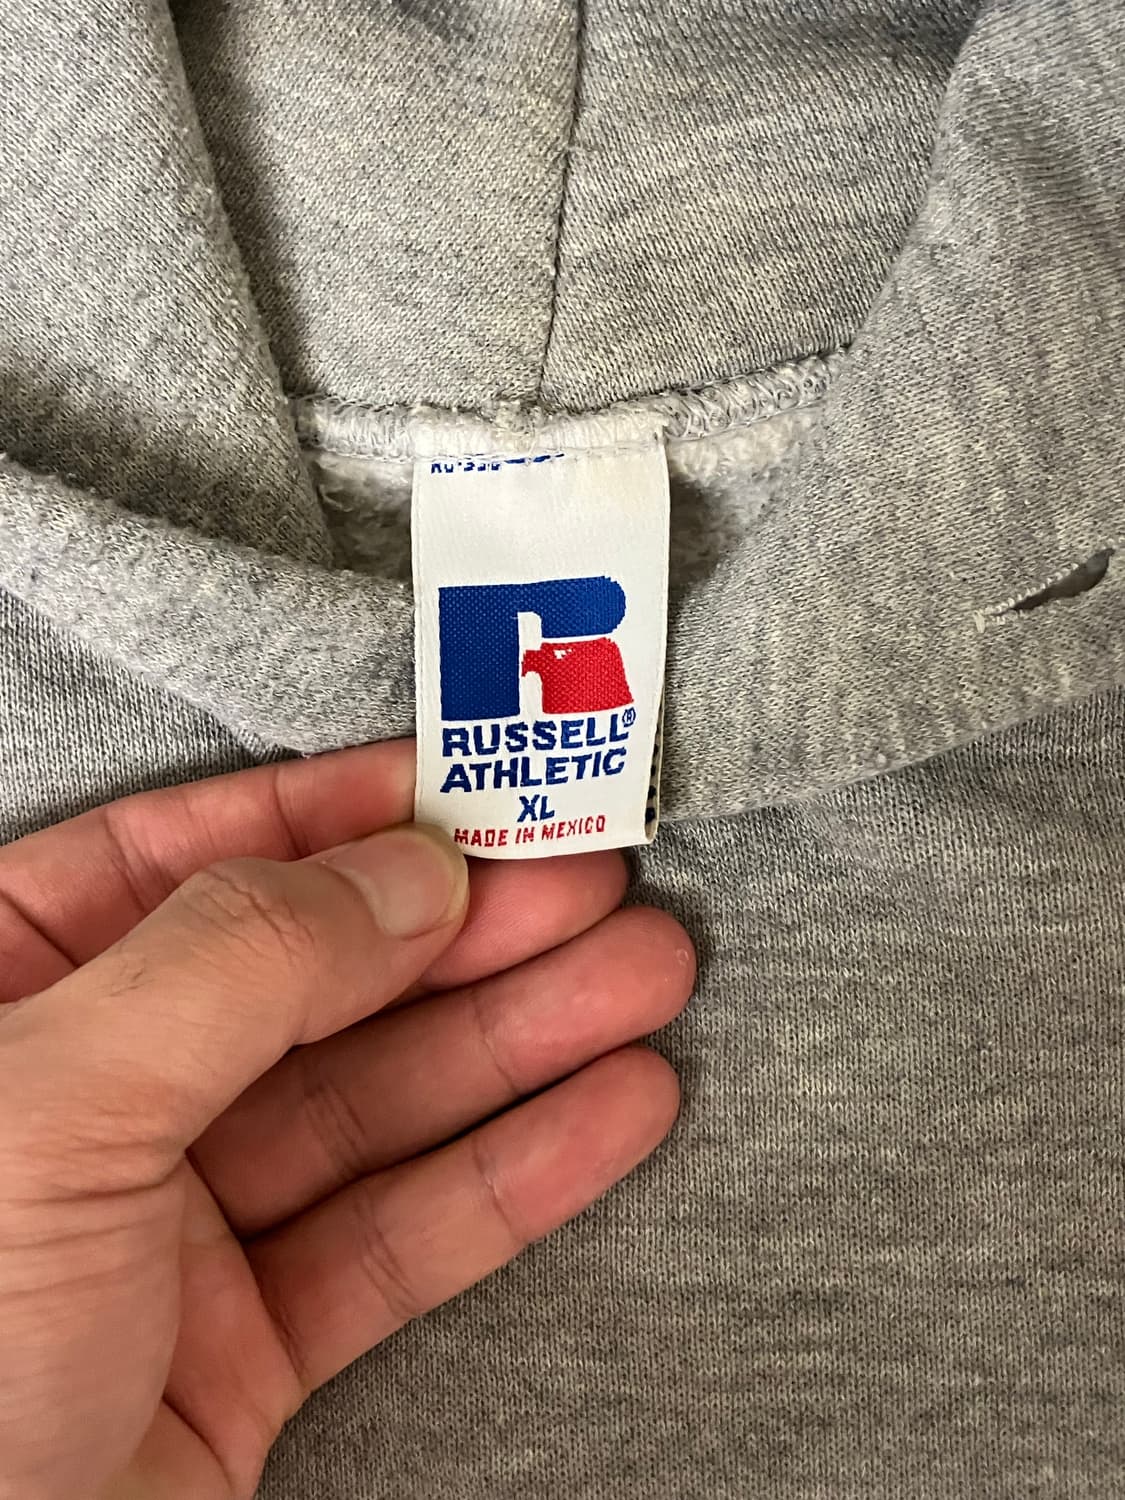 RUSSELL®
ATHLETIC
XL
MADE IN MEXICO